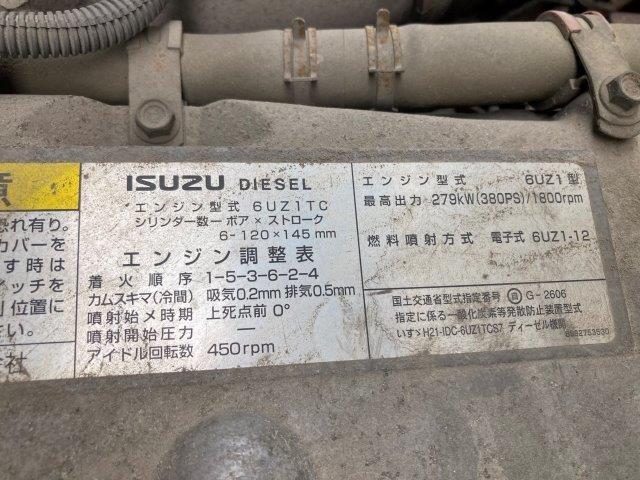 恐れ有り。
カバーを
す時は
イッチを
位置に
さい。
ISUZU DIESEL
エンジン型式 6UZ1TC
シリンダー数ーボア×ストローク
6-120×145mm
エンジン調整表
着火順序 1-5-3-6-2-4
カムスキマ(冷間) 吸気0.2mm 排気0.5mm
噴射始メ時期 上死点前 0°
噴射開始圧力 ー
アイドル回転数 450rpm
エンジン型式 6UZ1型
最高出力 279kW(380PS)/1800rpm
燃料噴射方式 電子式 6UZ1-12
国土交通省型式指定番号 G-2606
指定に係る一酸化炭素等発散防止装置型式
いすゞH21-IDC-6UZ1TCS7 ディーゼル機関
8982753530